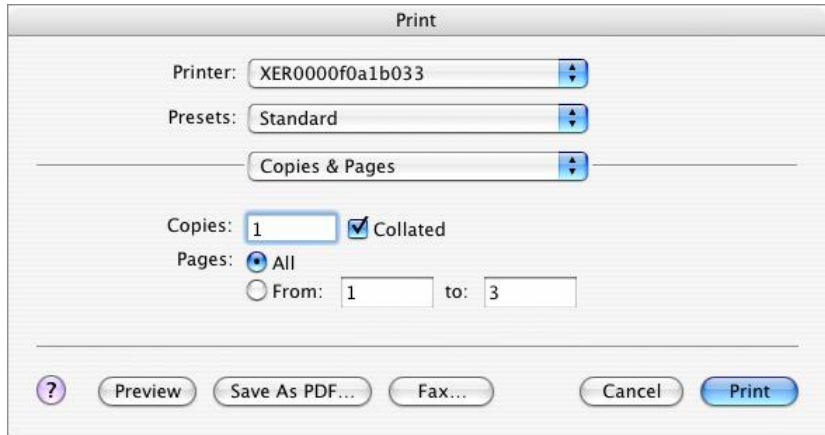 Print
Printer: XER0000f0a1b033
Presets: Standard
Copies & Pages
Copies: 1 Collated
Pages: All
From: 1 to: 3
? Preview Save As PDF... Fax... Cancel Print